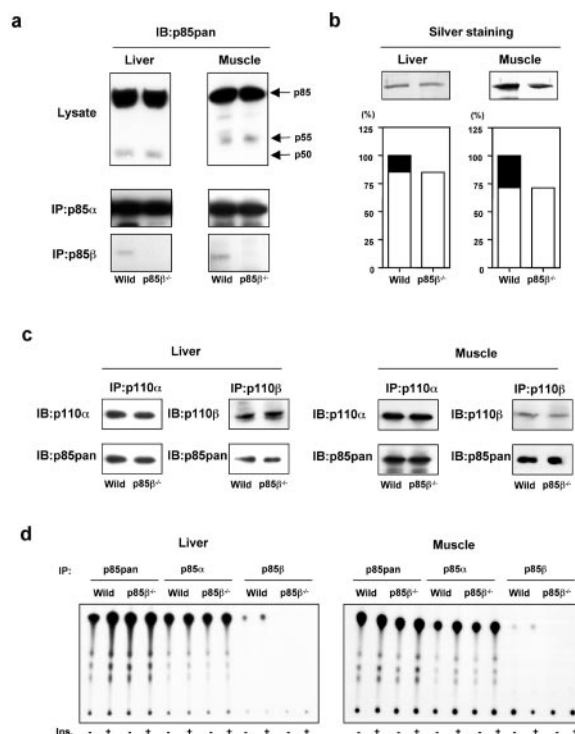 a
IB:p85pan
Liver Muscle
Lysate
p85
p55
p50
IP:p85α
IP:p85β
Wild p85β-/- Wild p85β-/-
b
Silver staining
Liver Muscle
(%) (%)
125 125
100 100
75 75
50 50
25 25
0 0
Wild p85β-/- Wild p85β-/-
c
Liver Muscle
IP:p110α IP:p110β IP:p110α IP:p110β
IB:p110α IB:p110β IB:p110α IB:p110β
IB:p85pan IB:p85pan IB:p85pan IB:p85pan
Wild p85β-/- Wild p85β-/- Wild p85β-/- Wild p85β-/-
d
Liver Muscle
IP: p85pan p85α p85β p85pan p85α p85β
Wild p85β-/- Wild p85β-/- Wild p85β-/- Wild p85β-/- Wild p85β-/- Wild p85β-/-
Ins. - + - + - + - + - + - + - + - + - + - + - + - +